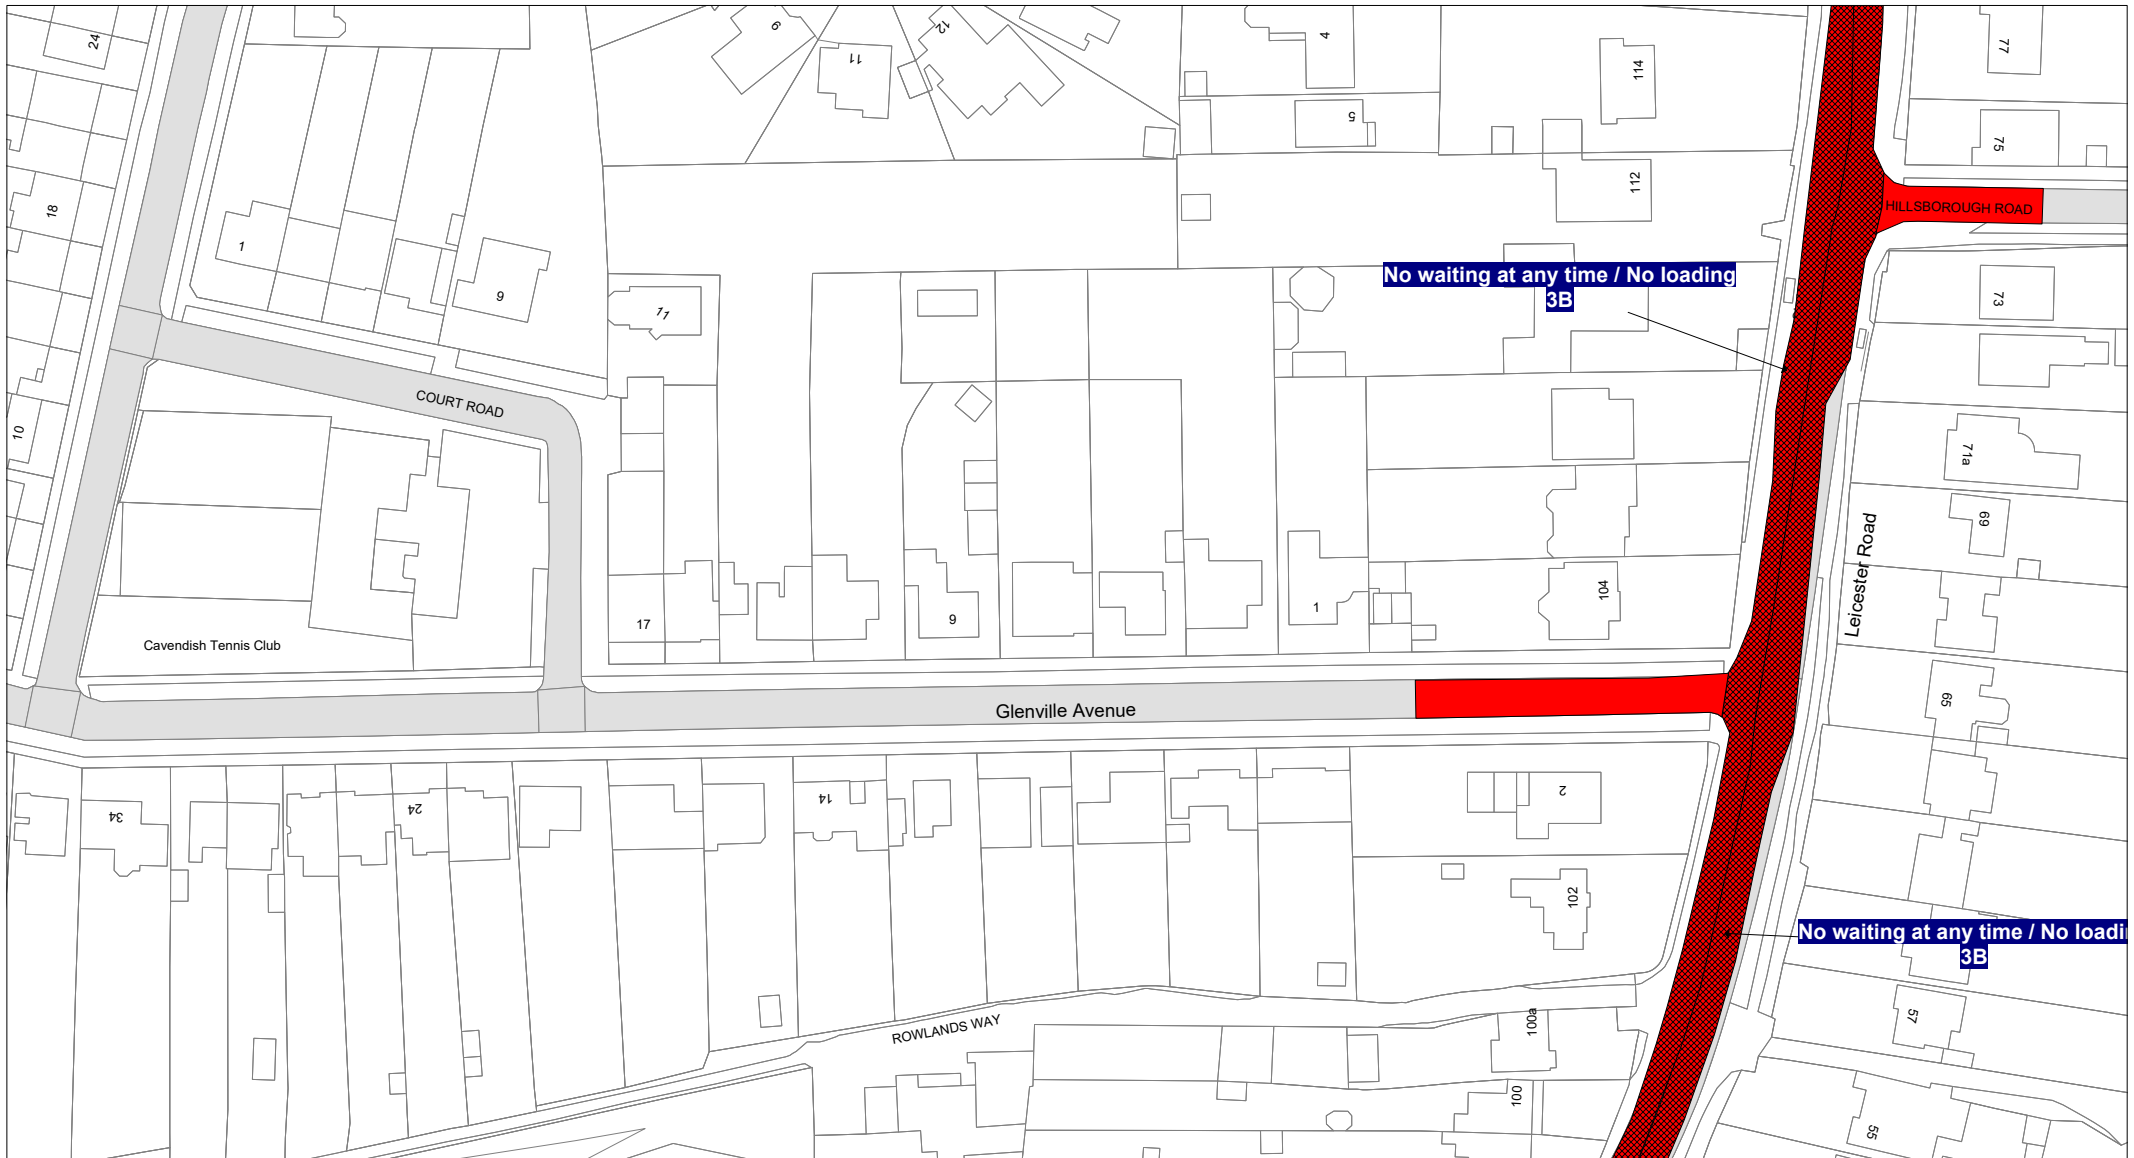 24
9
12
11
4
5
114
77
75
18
1
9
11
112
HILLSBOROUGH ROAD
No waiting at any time / No loading
3B
73
COURT ROAD
10
71a
69
Leicester Road
17
9
1
104
Cavendish Tennis Club
65
Glenville Avenue
34
24
14
2
102
No waiting at any time / No loadi
3B
ROWLANDS WAY
100a
57
100
55